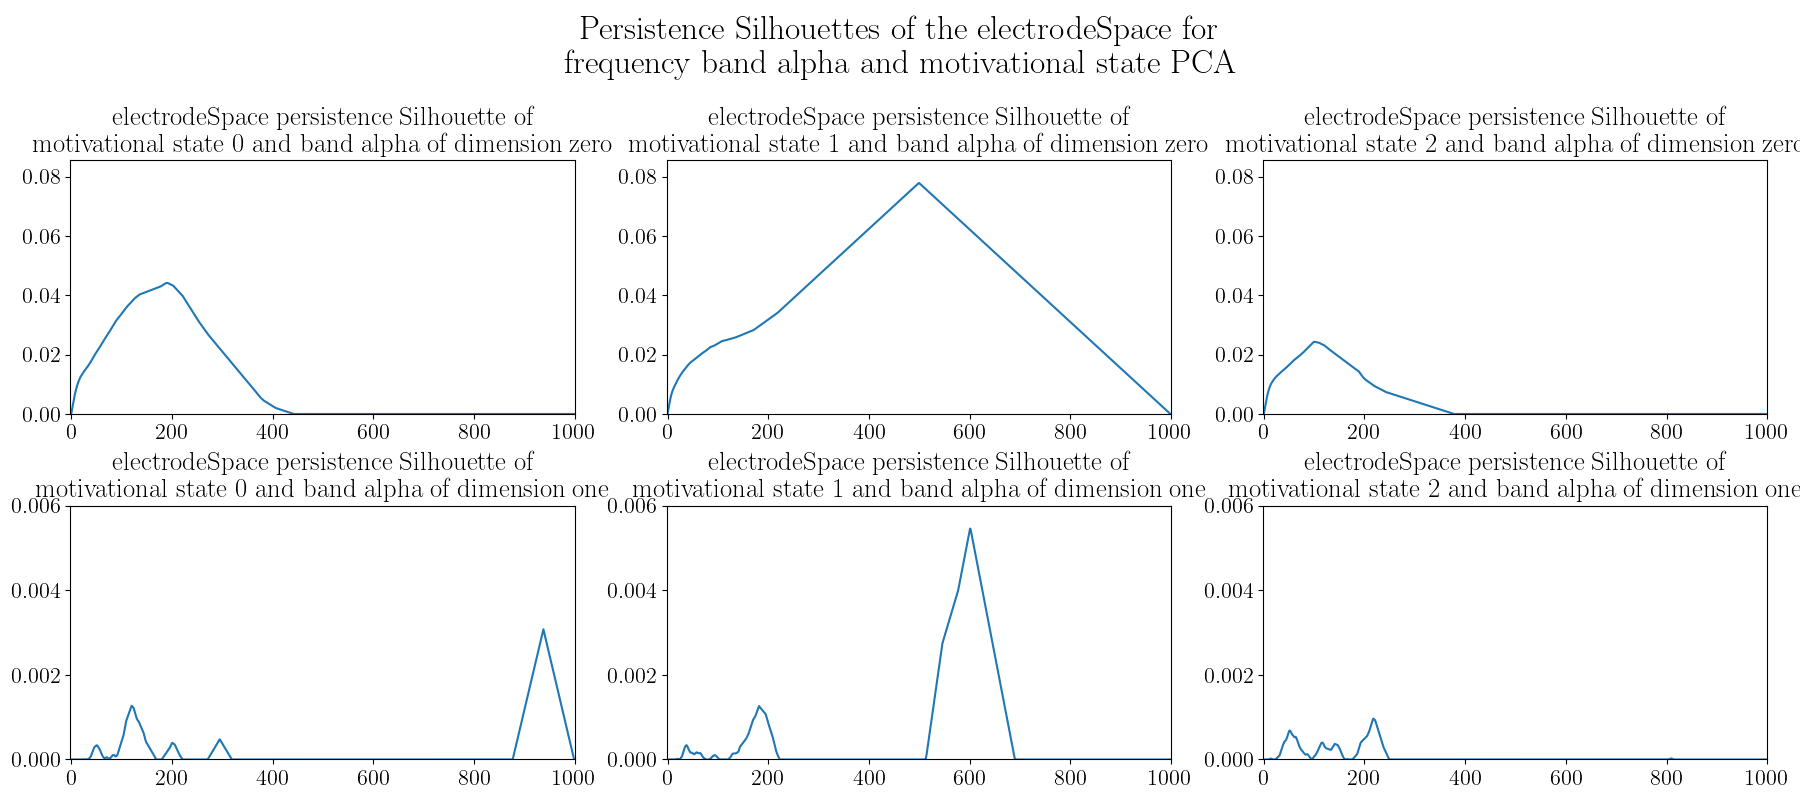 Persistence Silhouettes of the electrodeSpace for
frequency band alpha and motivational state PCA
electrodeSpace persistence Silhouette of
motivational state 0 and band alpha of dimension zero
0.08
0.06
0.04
0.02
0.00
0 200 400 600 800 1000
electrodeSpace persistence Silhouette of
motivational state 1 and band alpha of dimension zero
0.08
0.06
0.04
0.02
0.00
0 200 400 600 800 1000
electrodeSpace persistence Silhouette of
motivational state 2 and band alpha of dimension zero
0.08
0.06
0.04
0.02
0.00
0 200 400 600 800 1000
electrodeSpace persistence Silhouette of
motivational state 0 and band alpha of dimension one
0.006
0.004
0.002
0.000
0 200 400 600 800 1000
electrodeSpace persistence Silhouette of
motivational state 1 and band alpha of dimension one
0.006
0.004
0.002
0.000
0 200 400 600 800 1000
electrodeSpace persistence Silhouette of
motivational state 2 and band alpha of dimension one
0.006
0.004
0.002
0.000
0 200 400 600 800 1000